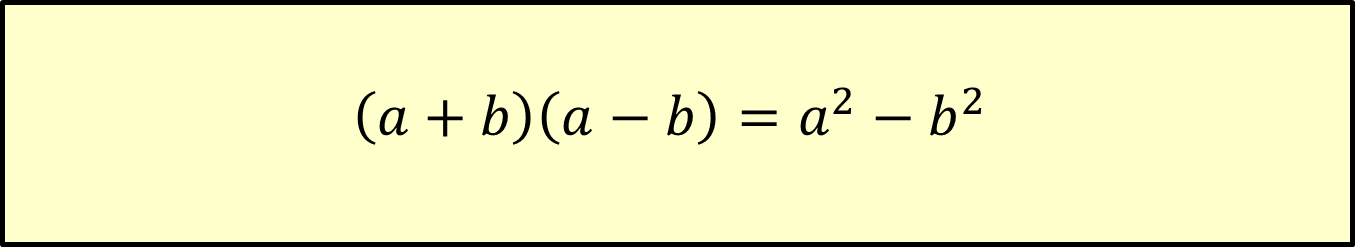 (𝑎 + 𝑏)(𝑎 − 𝑏) = 𝑎² − 𝑏²